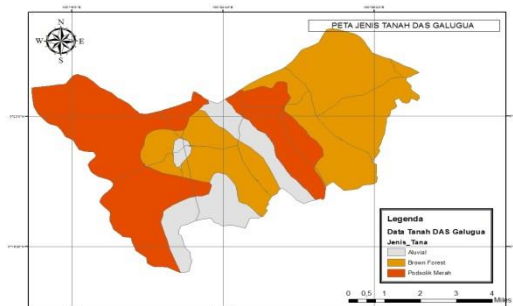 PETA JENIS TANAH DAS GALUGUA
N
W
E
S
Legenda
Data Tanah DAS Galugua
Jenis_Tana
Aluvial
Brown Forest
Podsolik Merah
0 0,5 1 2 3 4
Miles